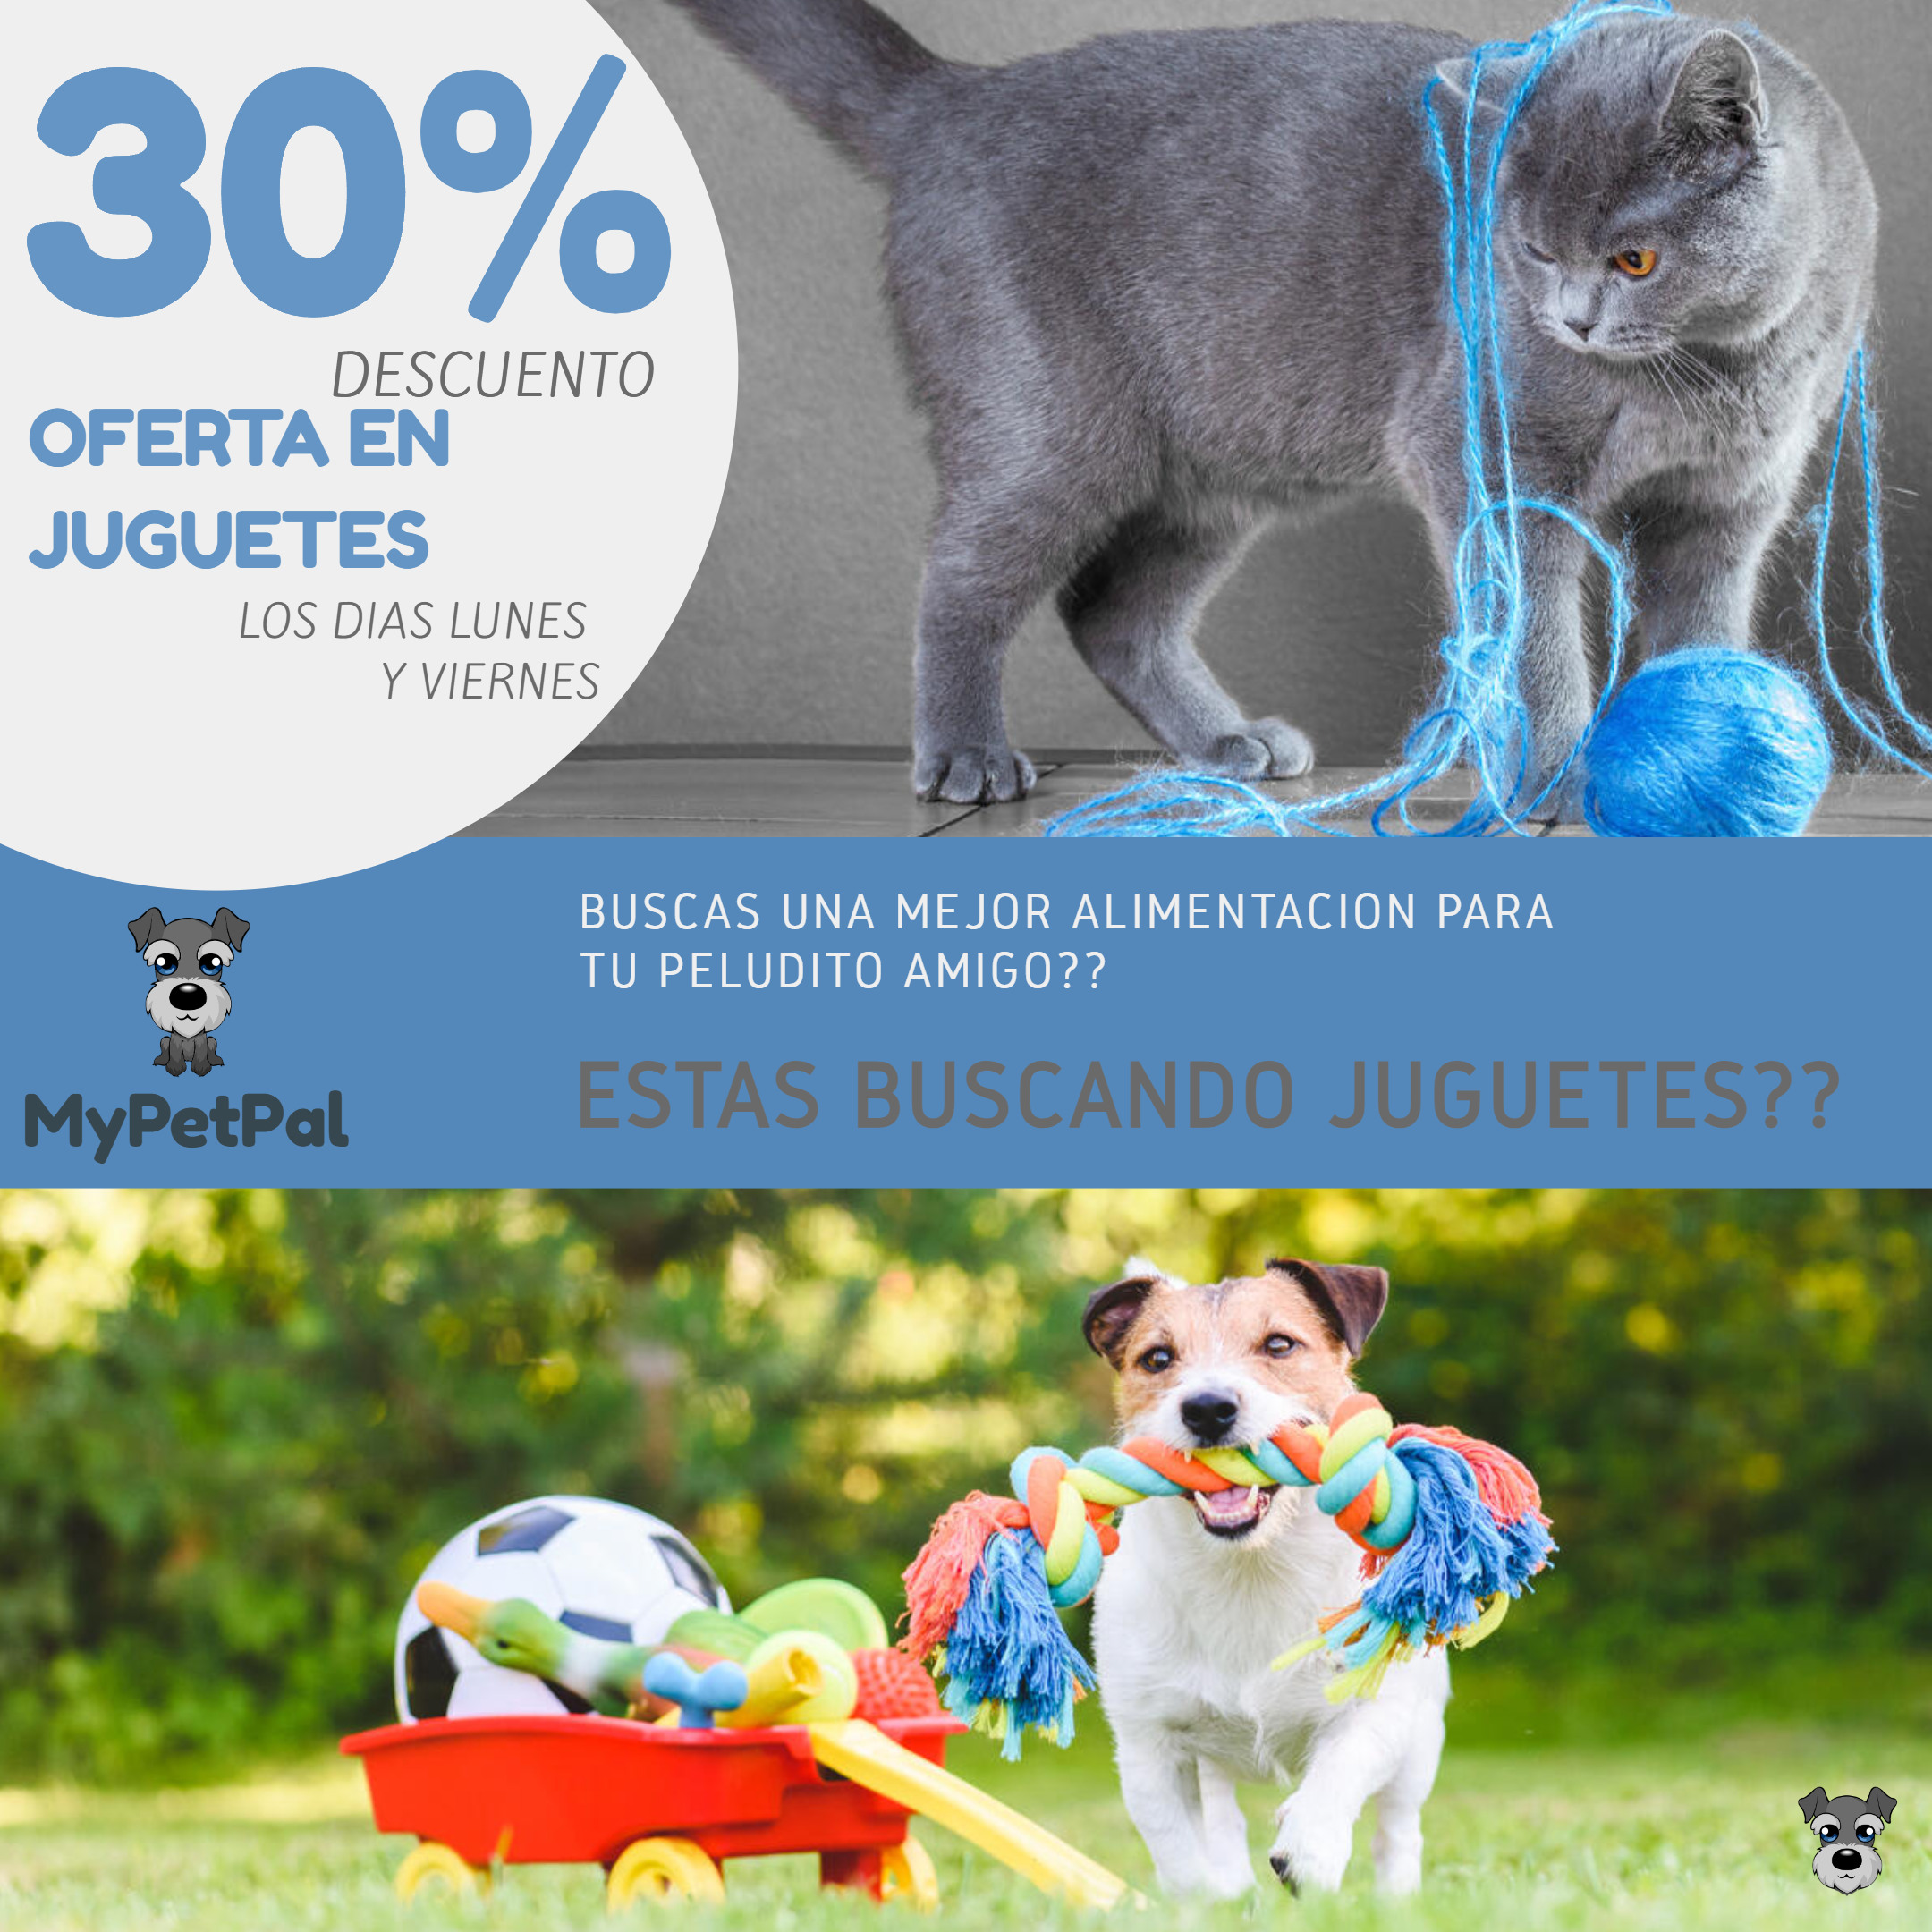 30%
DESCUENTO
OFERTA EN
JUGUETES
LOS DIAS LUNES
Y VIERNES
BUSCAS UNA MEJOR ALIMENTACION PARA
TU PELUDITO AMIGO??
ESTAS BUSCANDO JUGUETES??
MyPetPal